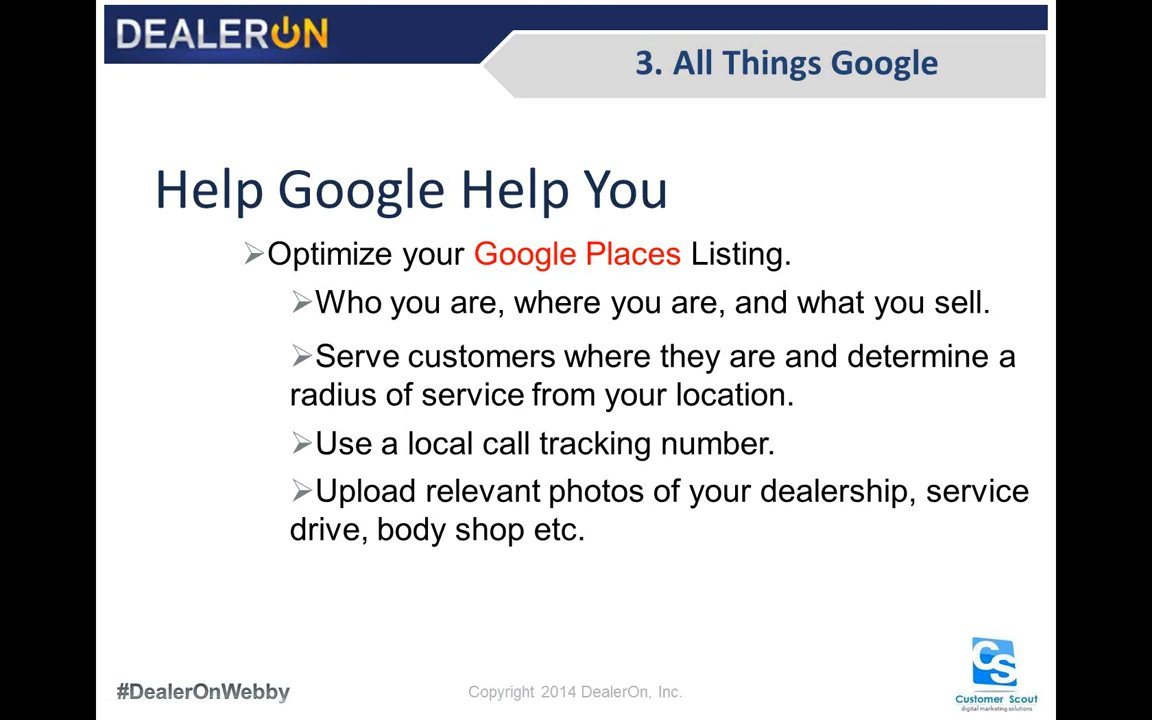 DEALERON
3. All Things Google
Help Google Help You
Optimize your Google Places Listing.
Who you are, where you are, and what you sell.
Serve customers where they are and determine a
radius of service from your location.
Use a local call tracking number.
Upload relevant photos of your dealership, service
drive, body shop etc.
#DealerOnWebby
Copyright 2014 DealerOn, Inc.
CS
Customer Scout
digital marketing solutions